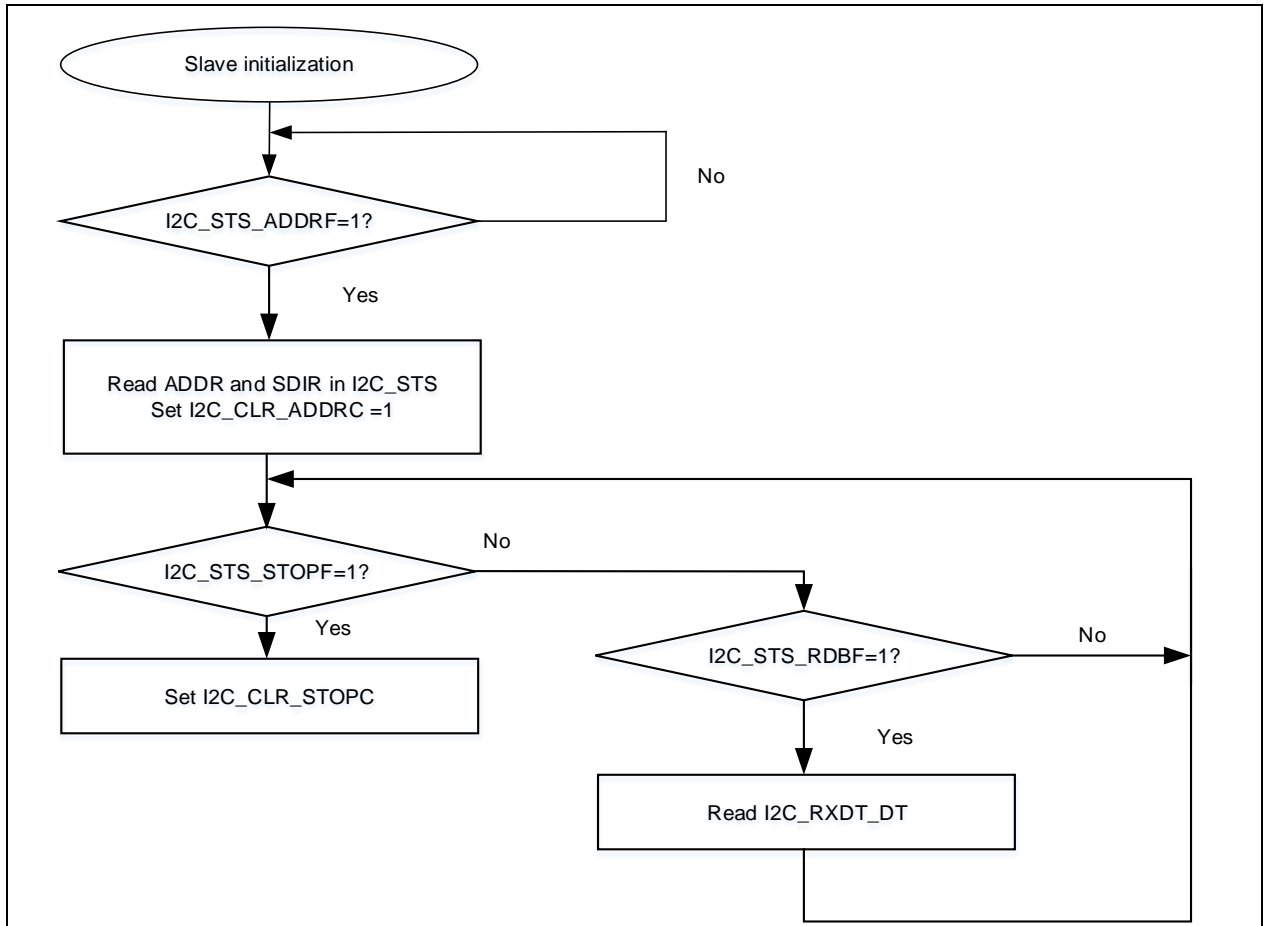 Slave initialization
No
I2C_STS_ADDRF=1?
Yes
Read ADDR and SDIR in I2C_STS
Set I2C_CLR_ADDRC =1
No
I2C_STS_STOPF=1?
Yes
No
I2C_STS_RDBF=1?
Set I2C_CLR_STOPC
Yes
Read I2C_RXDT_DT